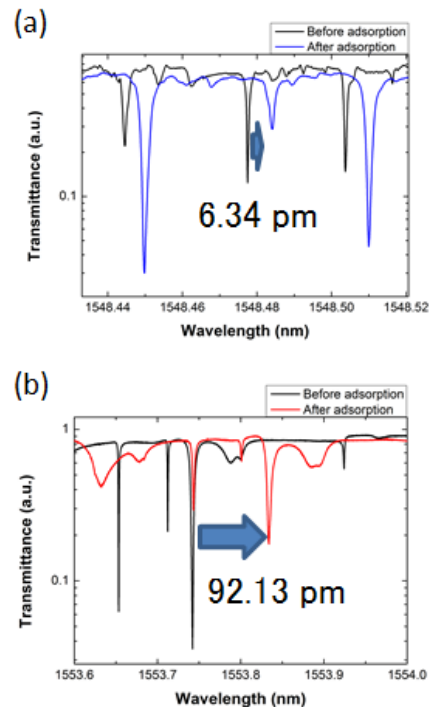 (a)
Before adsorption
After adsorption
Transmittance (a.u.)
0.1
6.34 pm
1548.44 1548.46 1548.48 1548.50 1548.52
Wavelength (nm)
(b)
Before adsorption
After adsorption
Transmittance (a.u.)
1
0.1
92.13 pm
1553.6 1553.7 1553.8 1553.9 1554.0
Wavelength (nm)